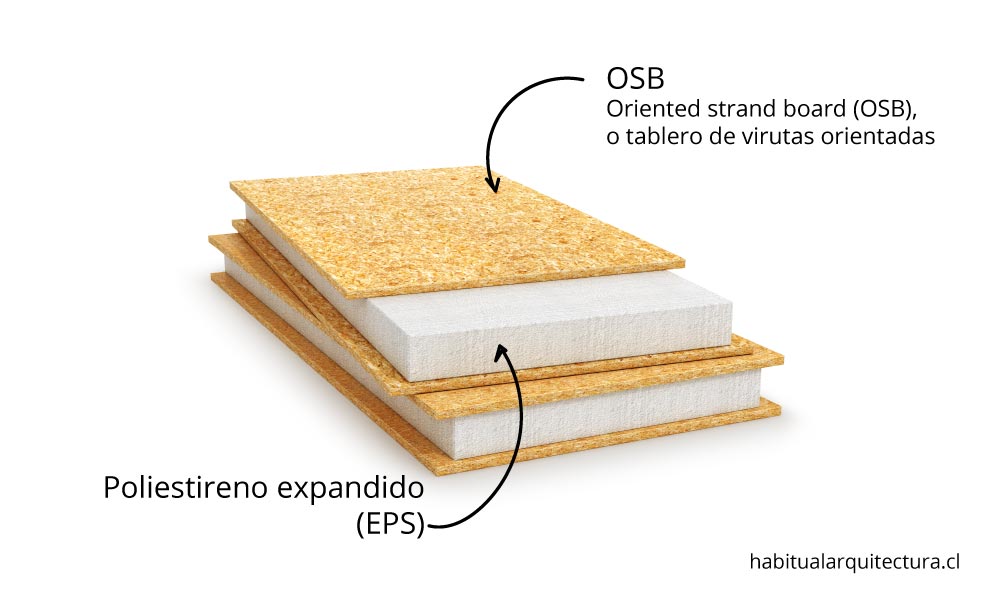 OSB
Oriented strand board (OSB),
o tablero de virutas orientadas
Poliestireno expandido
(EPS)
habitualarquitectura.cl